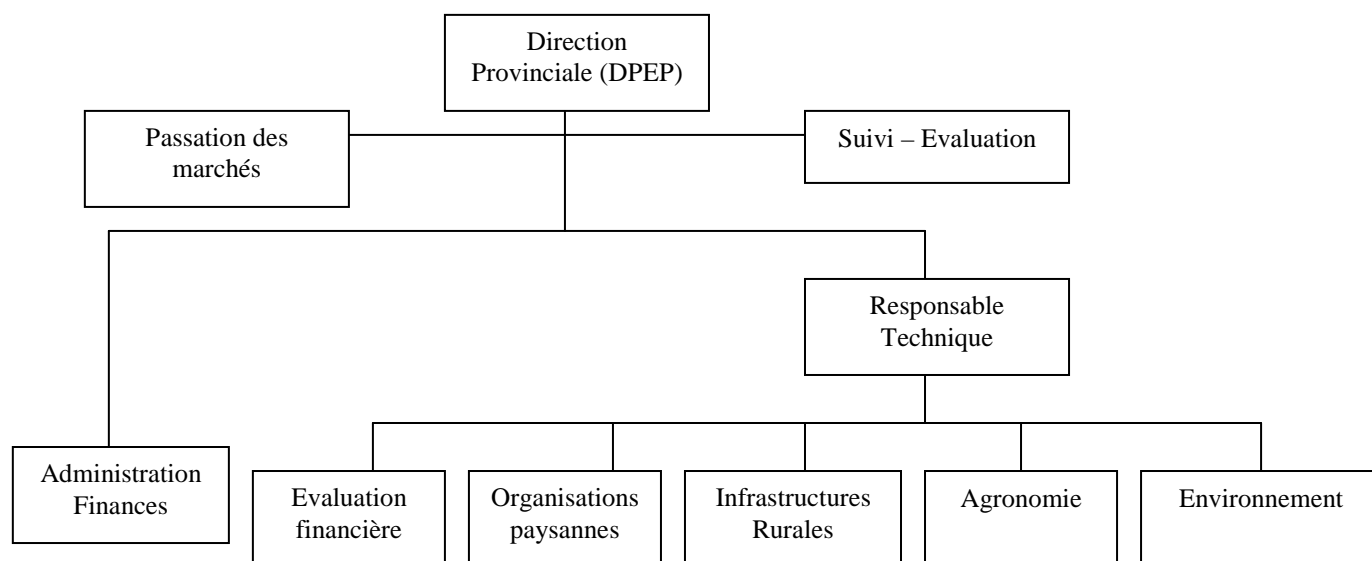 Direction
Provinciale (DPEP)
Passation des
marchés
Suivi – Evaluation
Responsable
Technique
Administration
Finances
Evaluation
financière
Organisations
paysannes
Infrastructures
Rurales
Agronomie
Environnement